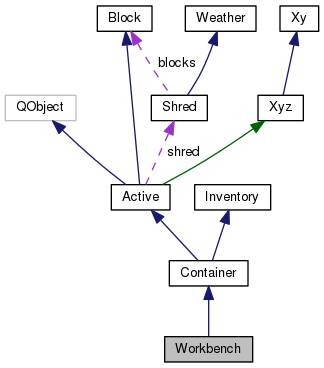 Block Weather Xy
blocks
QObject Shred Xyz
shred
Active Inventory
Container
Workbench